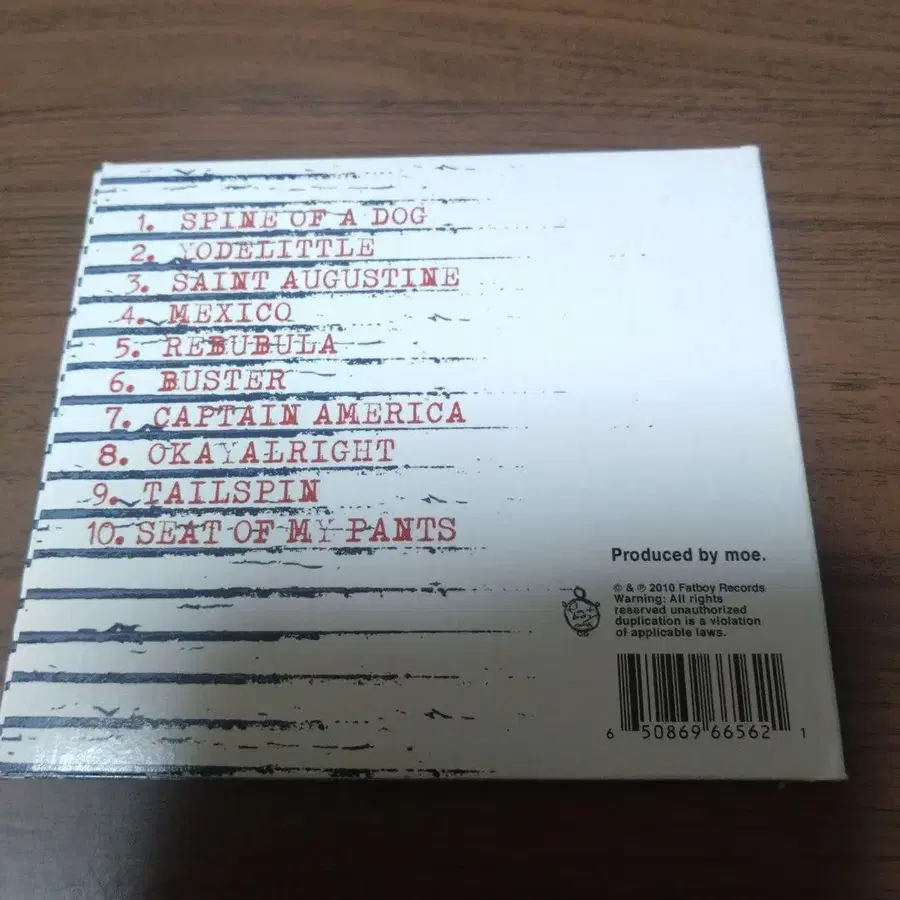 1. SPINE OF A DOG
2. YODELITTLE
3. SAINT AUGUSTINE
4. MEXICO
5. REBUBULA
6. BUSTER
7. CAPTAIN AMERICA
8. OKAYALRIGHT
9. TAILSPIN
10. SEAT OF MY PANTS
Produced by moe.
© & ℗ 2010 Fatboy Records
Warning: All rights
reserved unauthorized
duplication is a violation
of applicable laws.
6 50869 66562 1